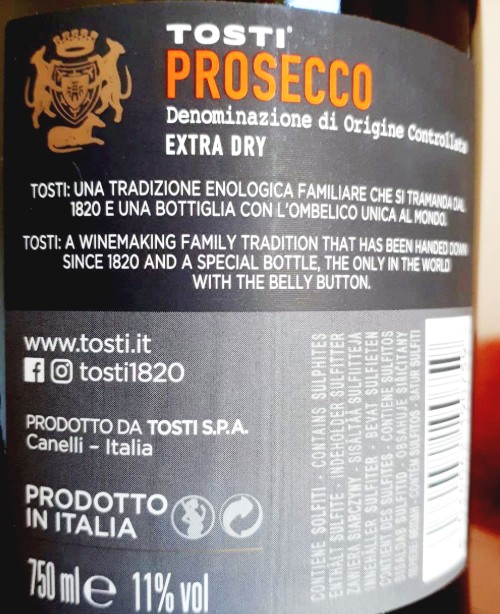 TOSTI®
PROSECCO
Denominazione di Origine Controllata
EXTRA DRY
TOSTI: UNA TRADIZIONE ENOLOGICA FAMILIARE CHE SI TRAMANDA DAL
1820 E UNA BOTTIGLIA CON L'OMBELICO UNICA AL MONDO.
TOSTI: A WINEMAKING FAMILY TRADITION THAT HAS BEEN HANDED DOWN
SINCE 1820 AND A SPECIAL BOTTLE, THE ONLY IN THE WORLD
WITH THE BELLY BUTTON.
www.tosti.it
tosti1820
PRODOTTO DA TOSTI S.P.A.
Canelli – Italia
PRODOTTO
IN ITALIA
750 ml e 11% vol
CONTIENE SOLFITI - CONTAINS SULPHITES
ENTHÄLT SULFITE - INDEHOLDER SULFITTER
ZAWIERA SIARCZYNY - SISÄLTÄÄ SULFIITTEJA
INNEHÅLLER SULFITER - BEVAT SULFIETEN
CONTIENT DES SULFITES - CONTIENE SULFITOS